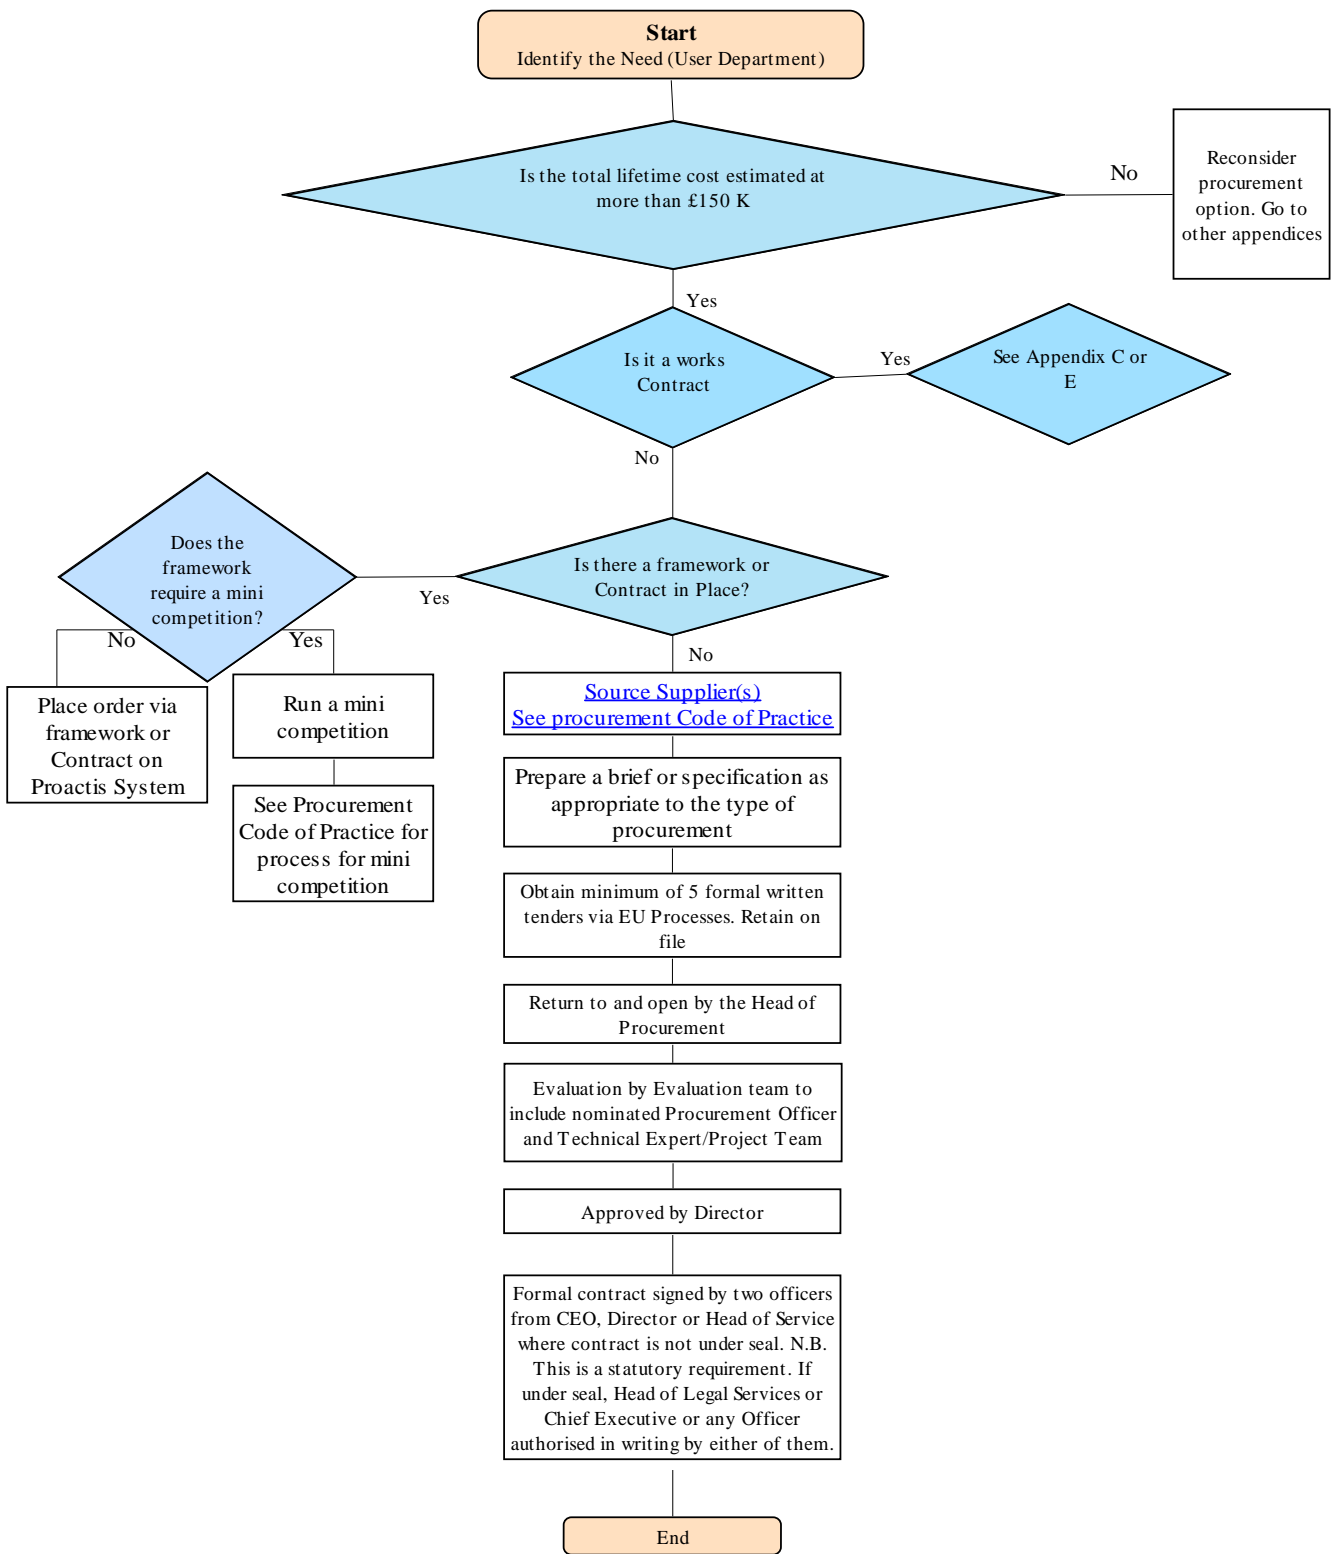 Start
Identify the Need (User Department)
Is the total lifetime cost estimated at
more than £150 K
No
Reconsider
procurement
option. Go to
other appendices
Yes
Is it a works
Contract
Yes
See Appendix C or
E
No
Does the
framework
require a mini
competition?
Yes
Is there a framework or
Contract in Place?
No
Yes
No
Place order via
framework or
Contract on
Proactis System
Run a mini
competition
See Procurement
Code of Practice for
process for mini
competition
Source Supplier(s)
See procurement Code of Practice
Prepare a brief or specification as
appropriate to the type of
procurement
Obtain minimum of 5 formal written
tenders via EU Processes. Retain on
file
Return to and open by the Head of
Procurement
Evaluation by Evaluation team to
include nominated Procurement Officer
and Technical Expert/Project Team
Approved by Director
Formal contract signed by two officers
from CEO, Director or Head of Service
where contract is not under seal. N.B.
This is a statutory requirement. If
under seal, Head of Legal Services or
Chief Executive or any Officer
authorised in writing by either of them.
End